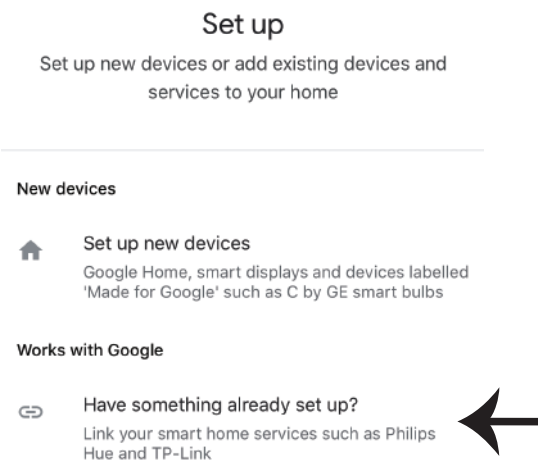 Set up
Set up new devices or add existing devices and
services to your home
New devices
Set up new devices
Google Home, smart displays and devices labelled
'Made for Google' such as C by GE smart bulbs
Works with Google
Have something already set up?
Link your smart home services such as Philips
Hue and TP-Link